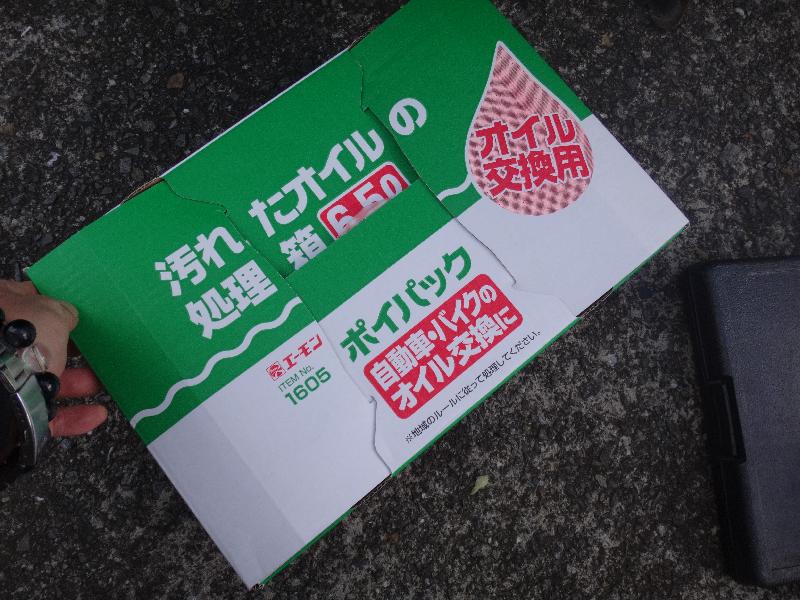 汚れたオイルの
処理箱 6.50
オイル
交換用
ポイパック
自動車・バイクの
オイル交換に
エーモン
ITEM No.
1605
※地域のルールに従って処理してください。